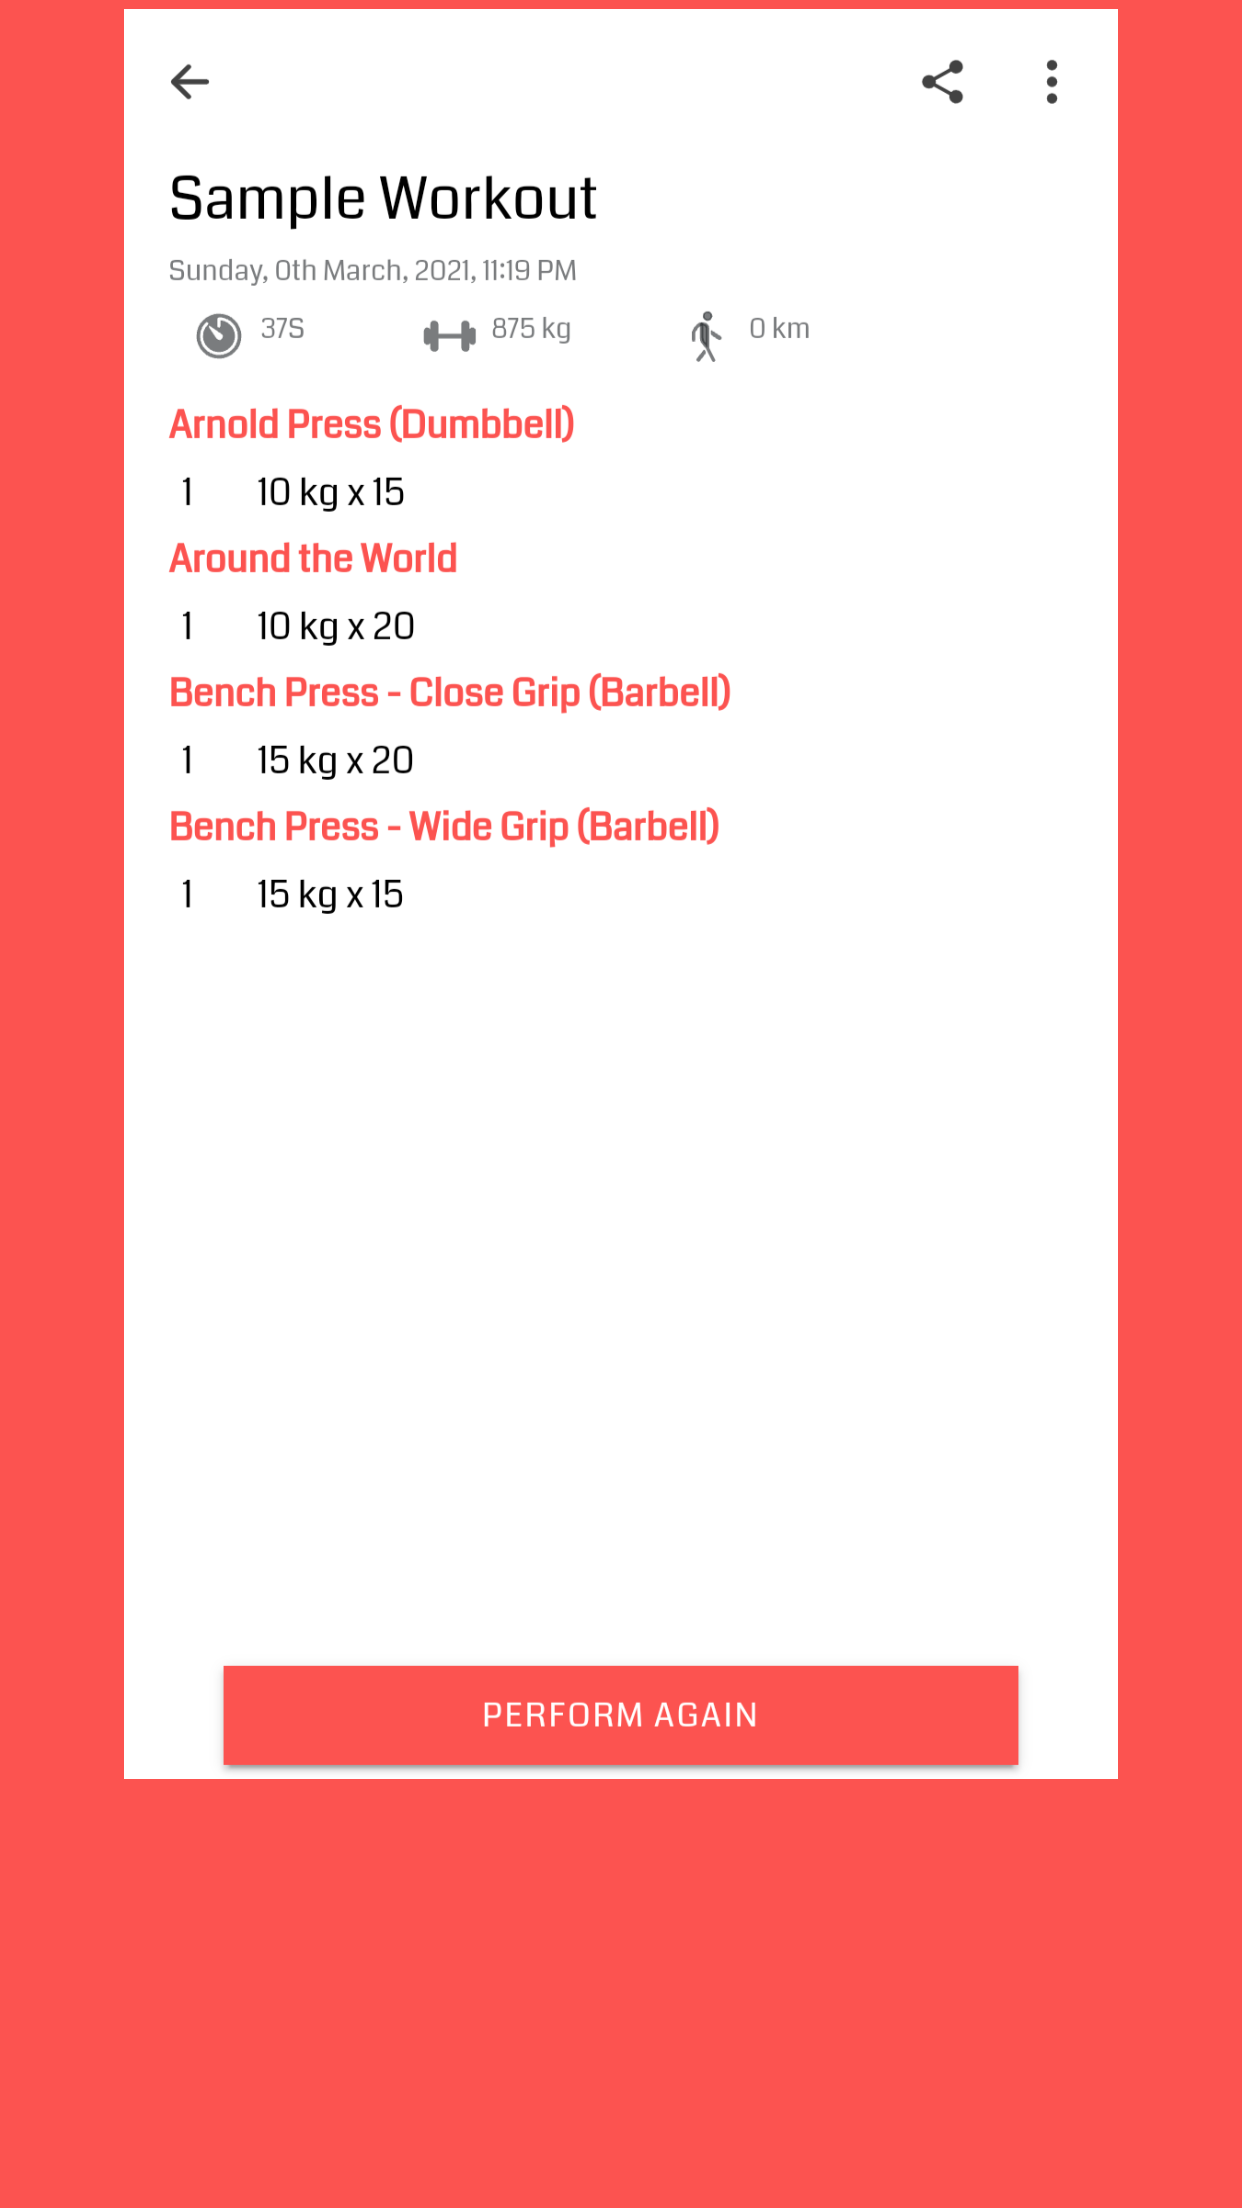 Sample Workout
Sunday, 0th March, 2021, 11:19 PM
37S 875 kg 0 km
Arnold Press (Dumbbell)
1 10 kg x 15
Around the World
1 10 kg x 20
Bench Press - Close Grip (Barbell)
1 15 kg x 20
Bench Press - Wide Grip (Barbell)
1 15 kg x 15
PERFORM AGAIN